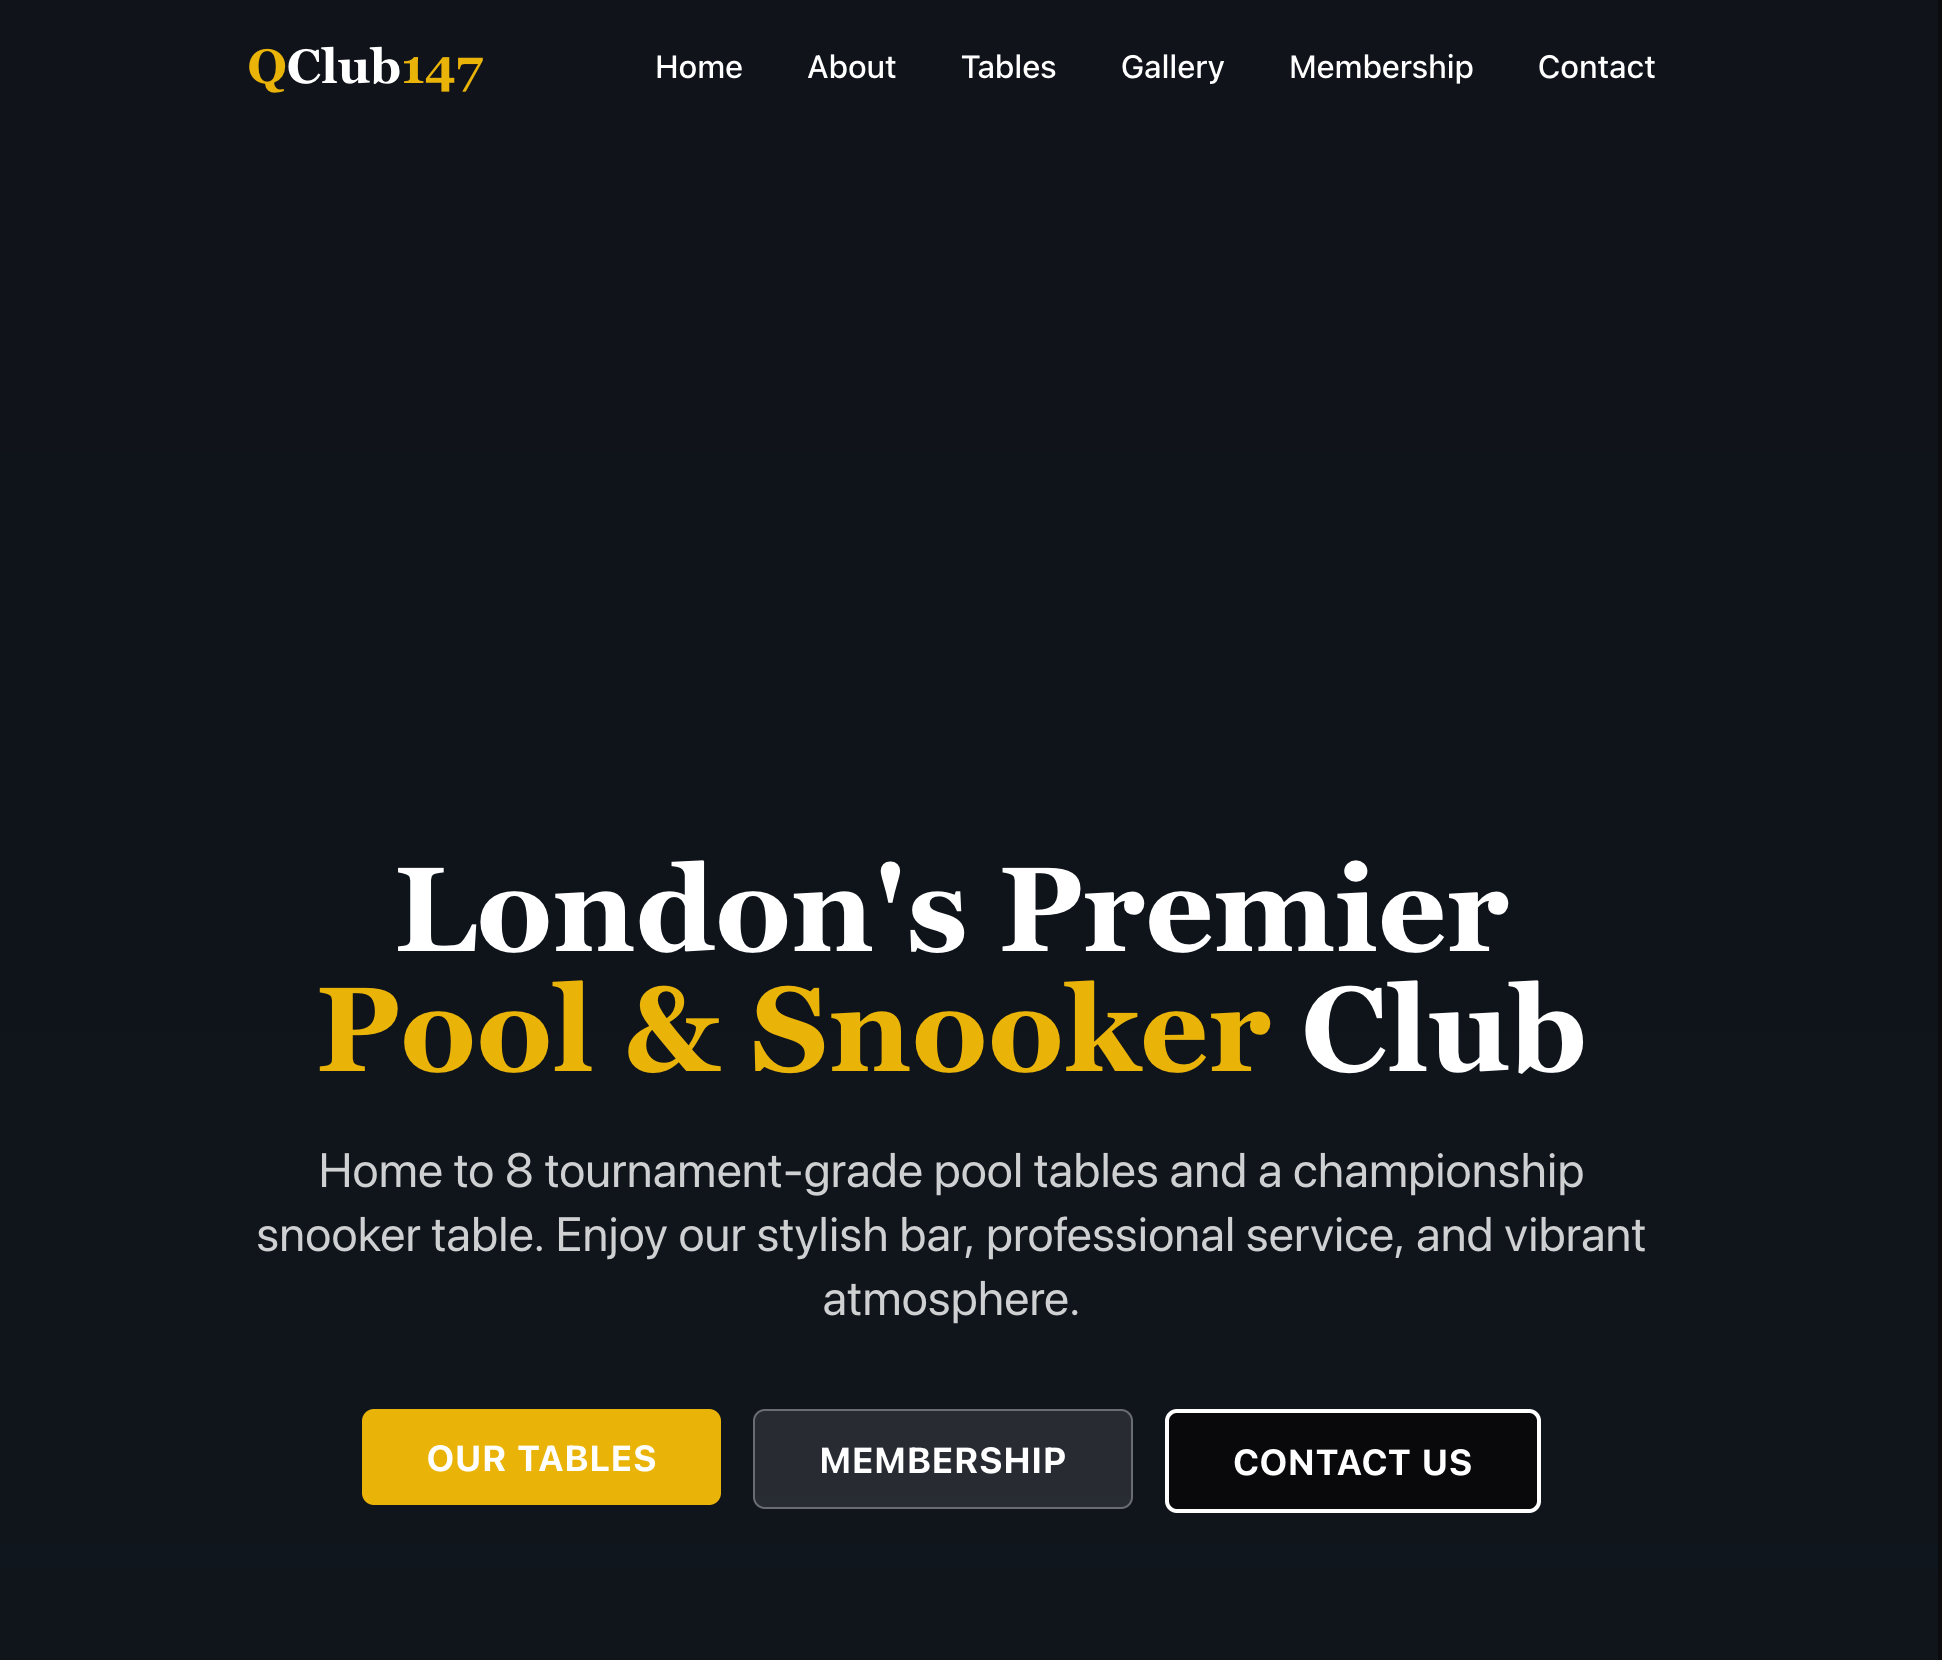 QClub147
Home About Tables Gallery Membership Contact
London's Premier
Pool & Snooker Club
Home to 8 tournament-grade pool tables and a championship
snooker table. Enjoy our stylish bar, professional service, and vibrant
atmosphere.
OUR TABLES
MEMBERSHIP
CONTACT US